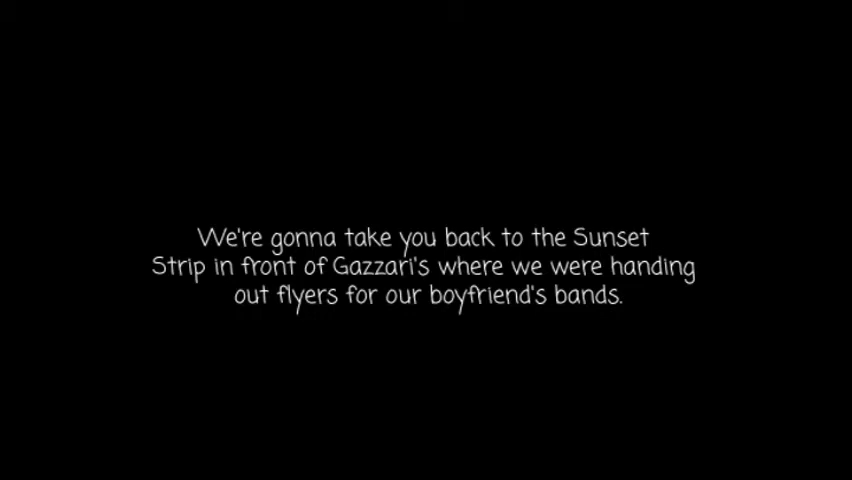 We're gonna take you back to the Sunset
Strip in front of Gazzari's where we were handing
out flyers for our boyfriend's bands.